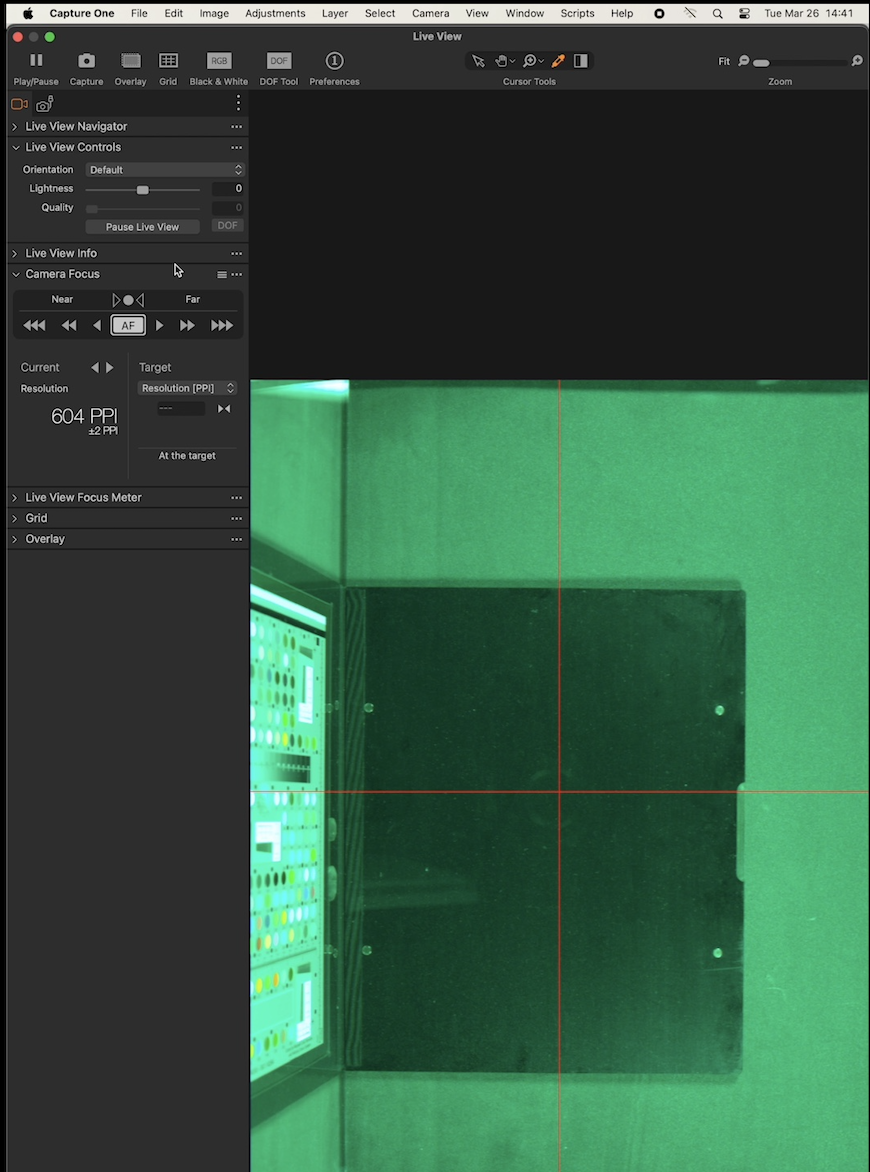 Capture One File Edit Image Adjustments Layer Select Camera View Window Scripts Help Tue Mar 26 14:41
Live View
RGB DOF Fit
Play/Pause Capture Overlay Grid Black & White DOF Tool Preferences Cursor Tools Zoom
Live View Navigator
Live View Controls
Orientation Default
Lightness 0
Quality 0
Pause Live View DOF
Live View Info
Camera Focus
Near Far
AF
Current Target
Resolution Resolution [PPI]
---
604 PPI
±2 PPI
At the target
Live View Focus Meter
Grid
Overlay